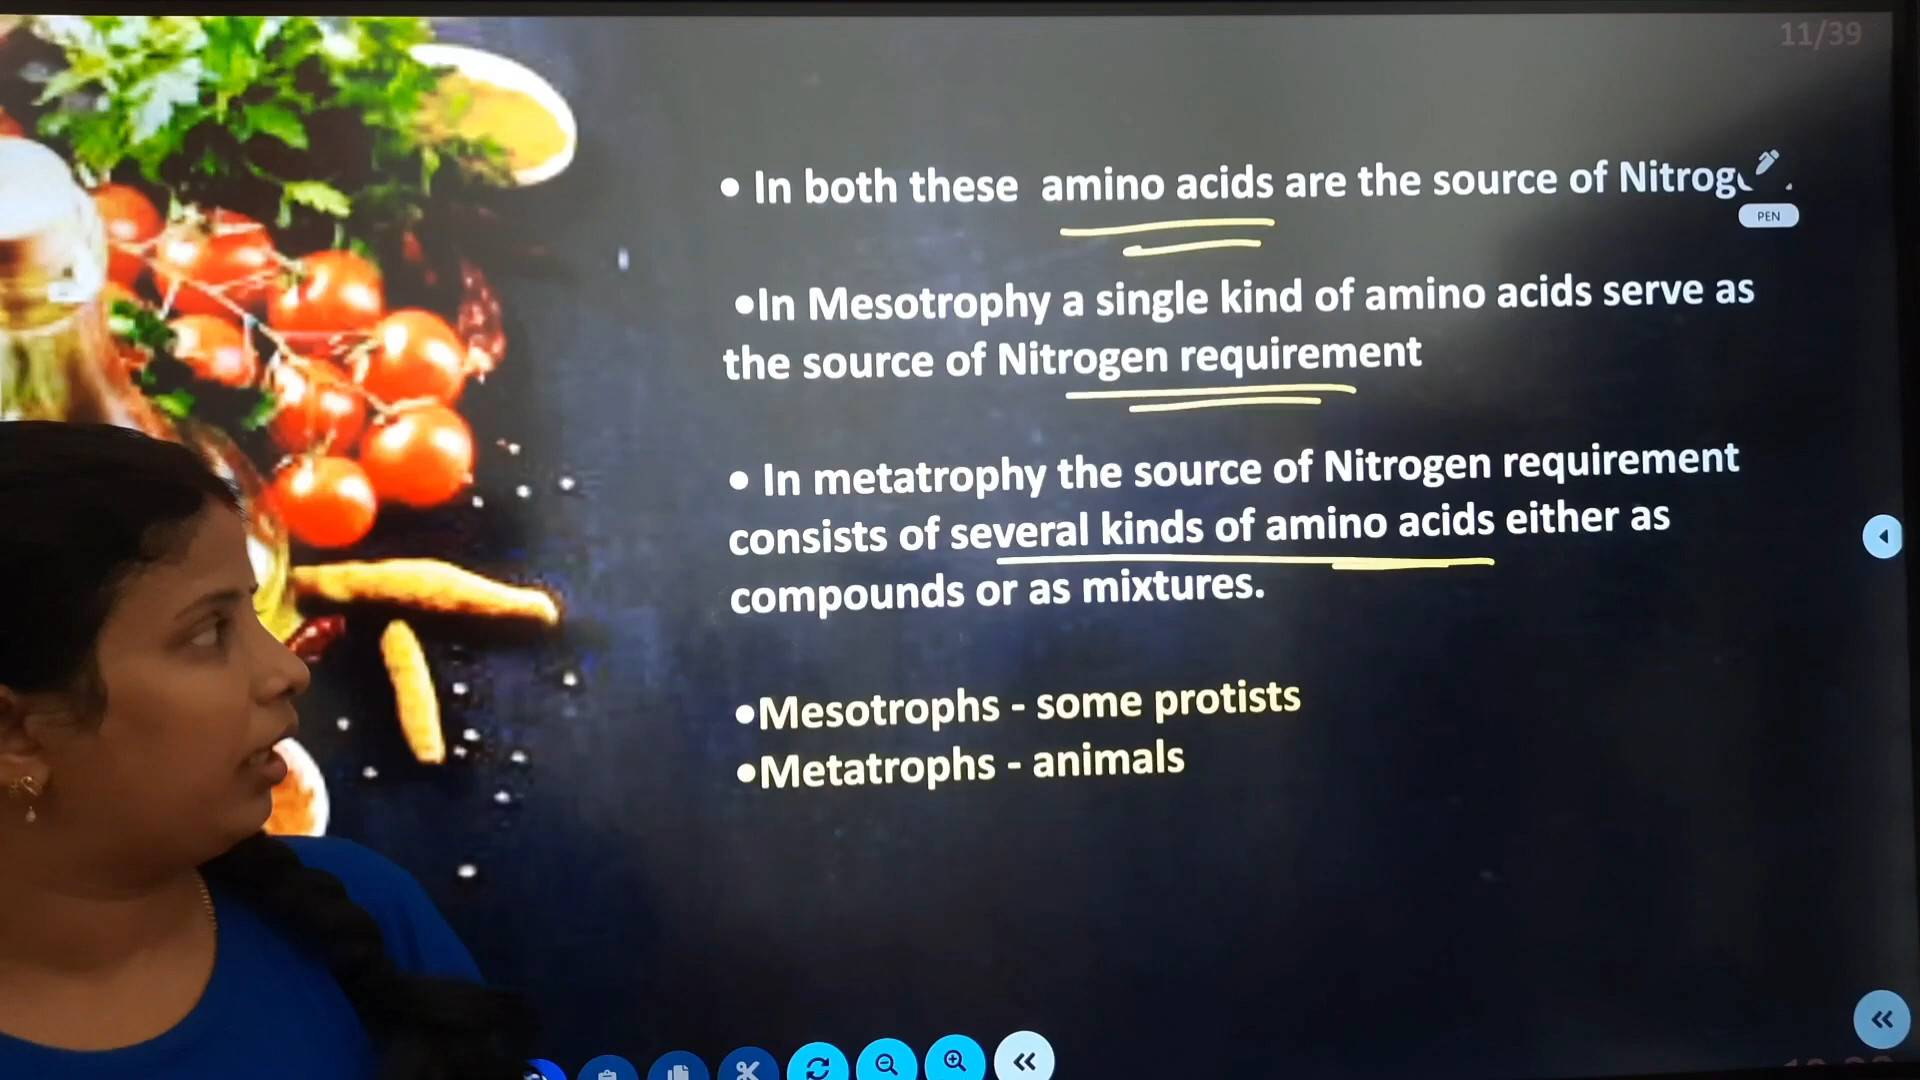 11/39
• In both these amino acids are the source of
PEN
•In Mesotrophy a single kind of amino acids serve as
the source of Nitrogen requirement
• In metatrophy the source of Nitrogen requirement
consists of several kinds of amino acids either as
compounds or as mixtures.
•Mesotrophs - some protists
•Metatrophs - animals